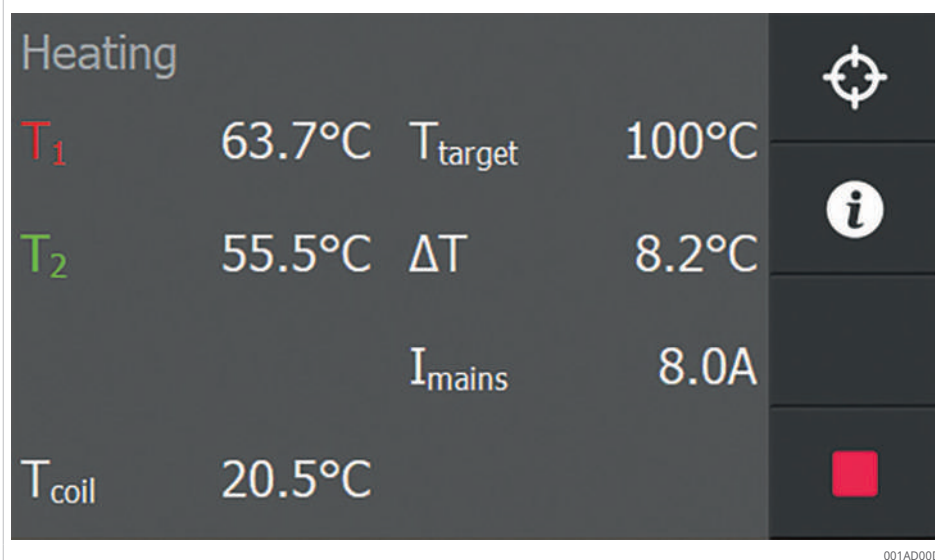 Heating
T1 63.7°C Ttarget 100°C
T2 55.5°C ΔT 8.2°C
Imains 8.0A
Tcoil 20.5°C